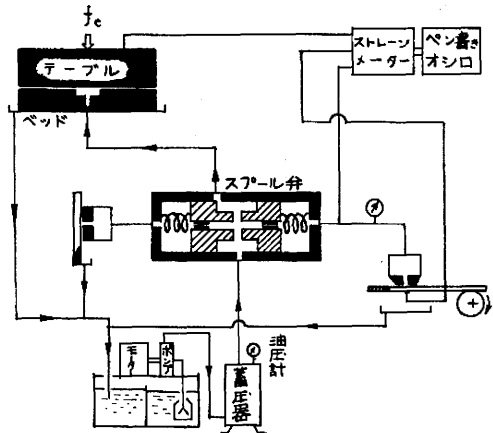 fe
テーブル
ベッド
ストレーン
メーター
ペン書き
オシロ
スプール弁
モータ
ポンプ
油圧計
蓄圧器